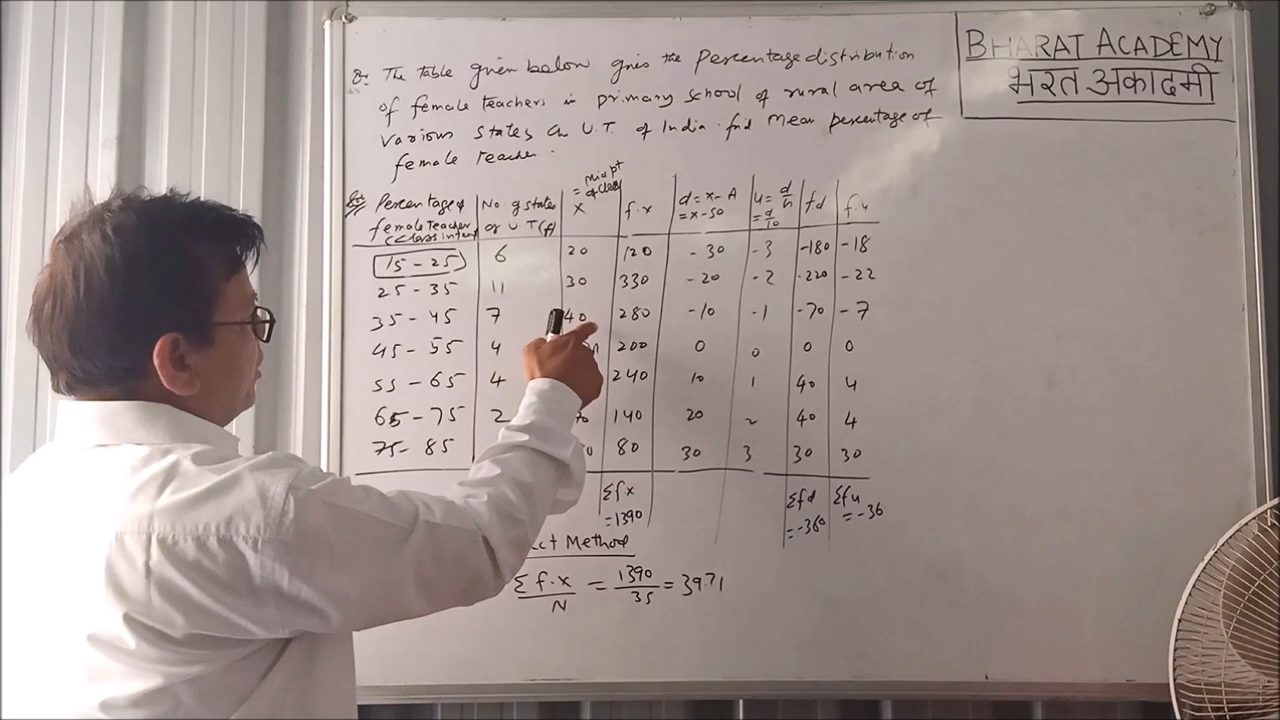 BHARAT ACADEMY
भरत अकादमी
Q. The Table given below gives the Percentage distribution
of female teachers in primary school of rural area of
various states & U.T. of India. find Mean percentage of
female Teacher.
Percentage of female Teacher (Class interval) No. of states or U.T (f) X = Mid pt of class f.x d = x - A = x - 50 u = d/h = d/10 f.d f.u
15 - 25 6 20 120 - 30 - 3 -180 -18
25 - 35 11 30 330 -20 -2 -220 -22
35 - 45 7 40 280 -10 -1 -70 -7
45 - 55 4 200 0 0 0 0
55 - 65 4 240 10 1 40 4
65 - 75 2 70 140 20 2 40 4
75 - 85 80 30 3 30 30
Σfx = 1390 Σfd = -360 Σfu = -36
ct Method
Σf.x/N = 1390/35 = 39.71